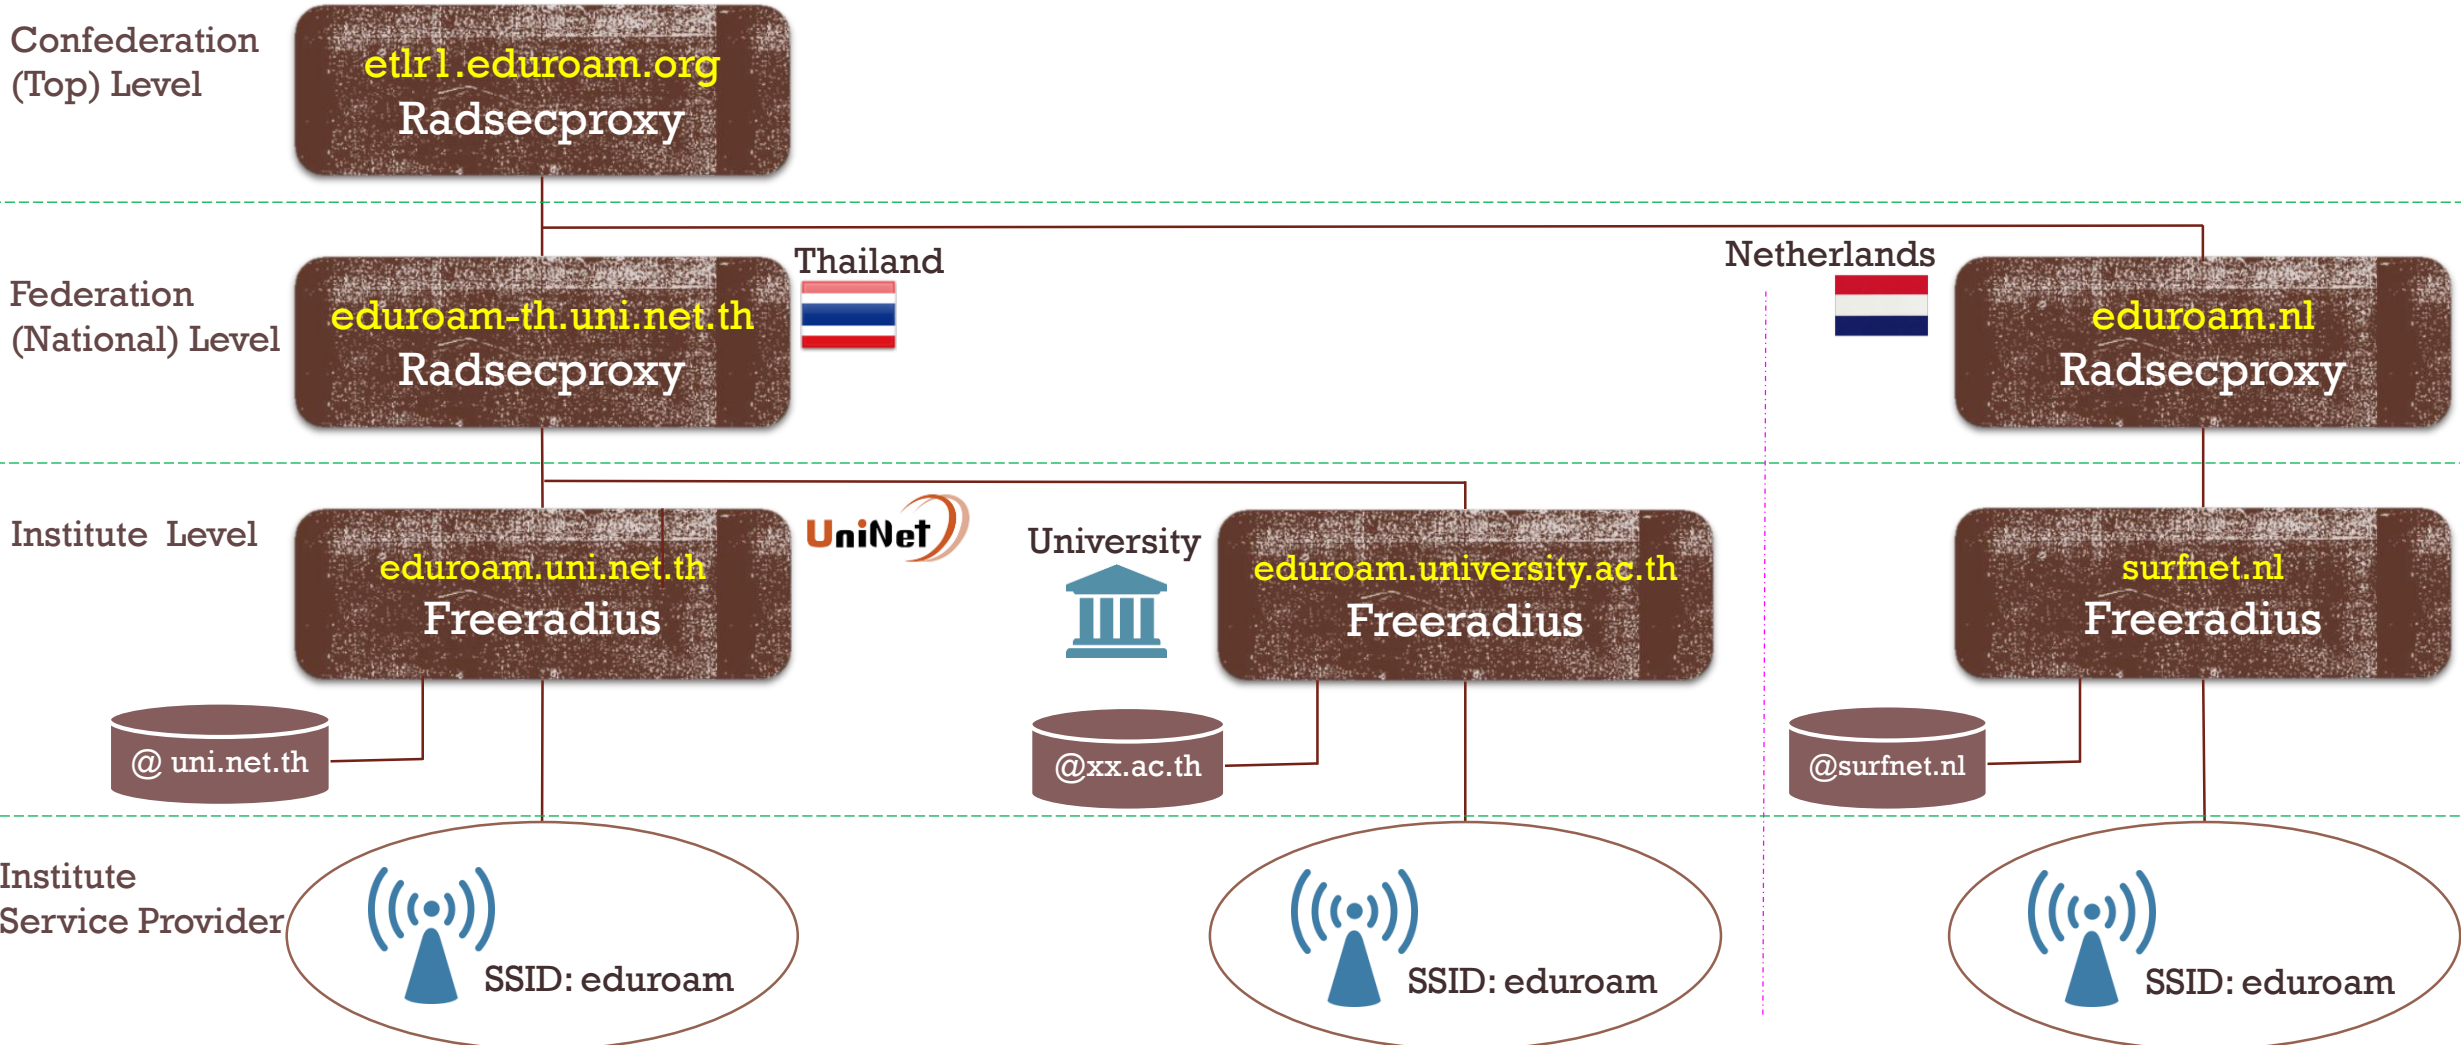 Confederation
(Top) Level
etlr1.eduroam.org
Radsecproxy
Federation
(National) Level
eduroam-th.uni.net.th
Radsecproxy
Thailand
Netherlands
eduroam.nl
Radsecproxy
Institute Level
eduroam.uni.net.th
Freeradius
UniNet
University
eduroam.university.ac.th
Freeradius
surfnet.nl
Freeradius
@ uni.net.th
@xx.ac.th
@surfnet.nl
Institute
Service Provider
SSID: eduroam
SSID: eduroam
SSID: eduroam